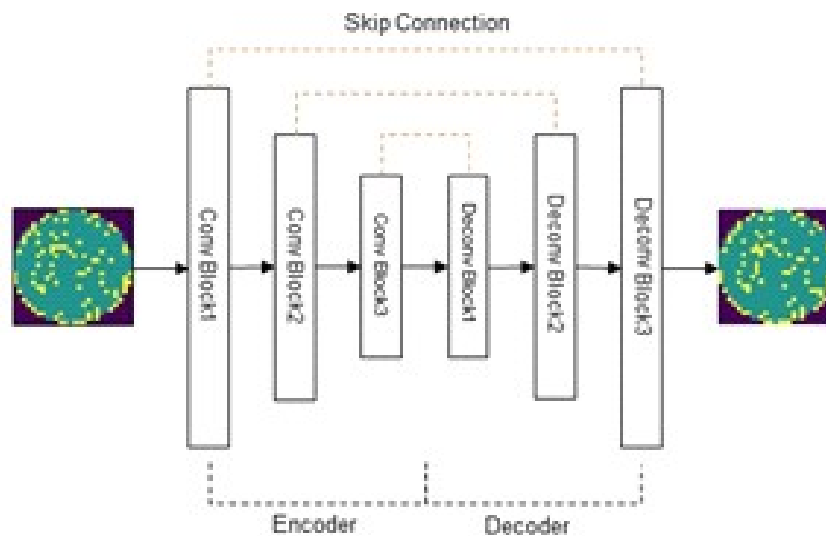 Skip Connection
Conv Block1
Conv Block2
Conv Block3
Deconv Block1
Deconv Block2
Deconv Block3
Encoder
Decoder